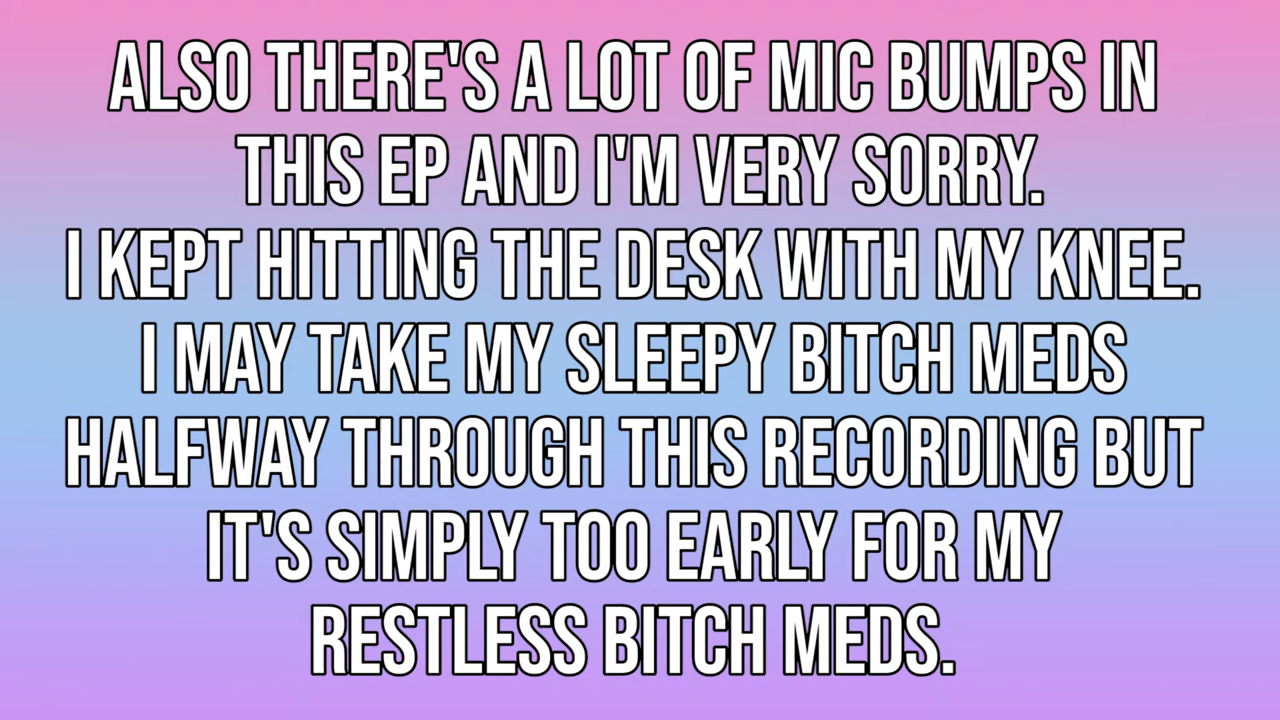 ALSO THERE'S A LOT OF MIC BUMPS IN
THIS EP AND I'M VERY SORRY.
I KEPT HITTING THE DESK WITH MY KNEE.
I MAY TAKE MY SLEEPY BITCH MEDS
HALFWAY THROUGH THIS RECORDING BUT
IT'S SIMPLY TOO EARLY FOR MY
RESTLESS BITCH MEDS.